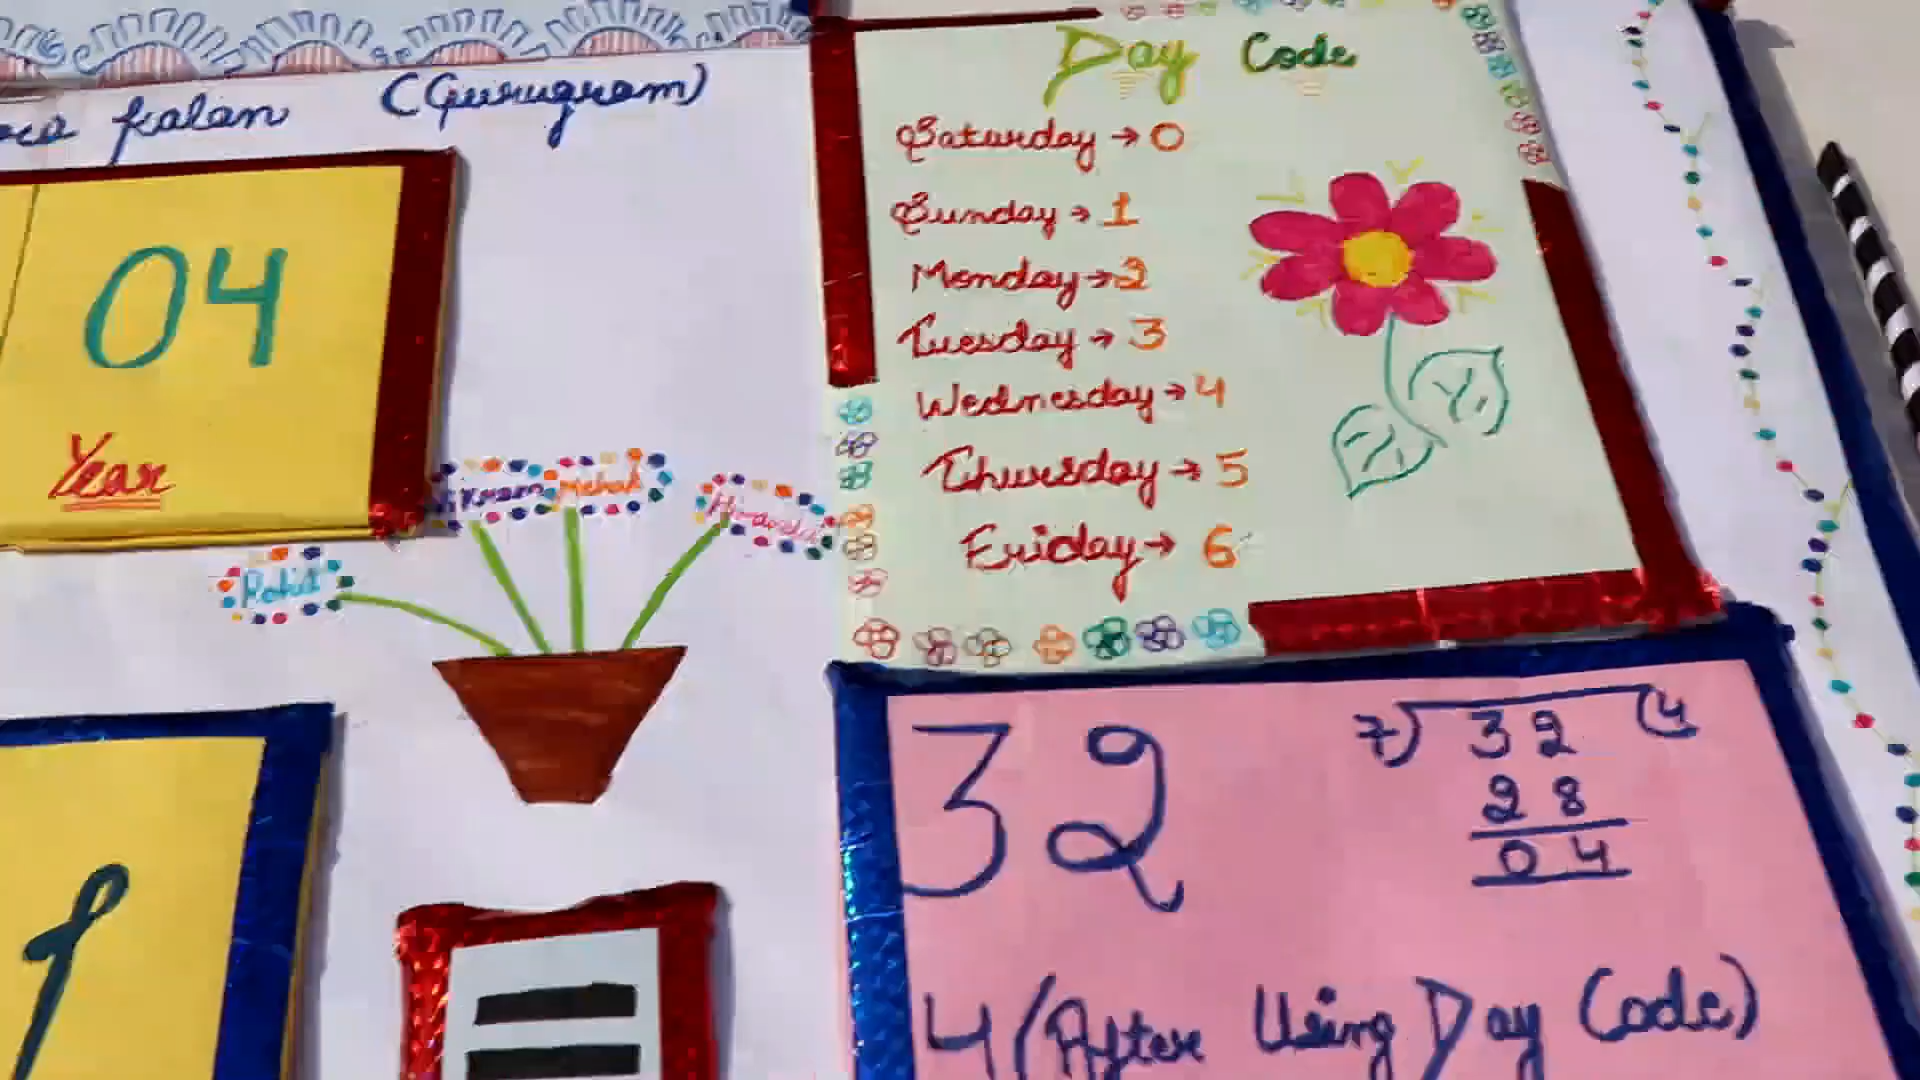 kalan (Gurugram)
04
Year
Rohit
Mehak
Day Code
Saturday → 0
Sunday → 1
Monday → 2
Tuesday → 3
Wednesday → 4
Thursday → 5
Friday → 6
32
7) 32 (4
28
04
4 (After Using Day Code)